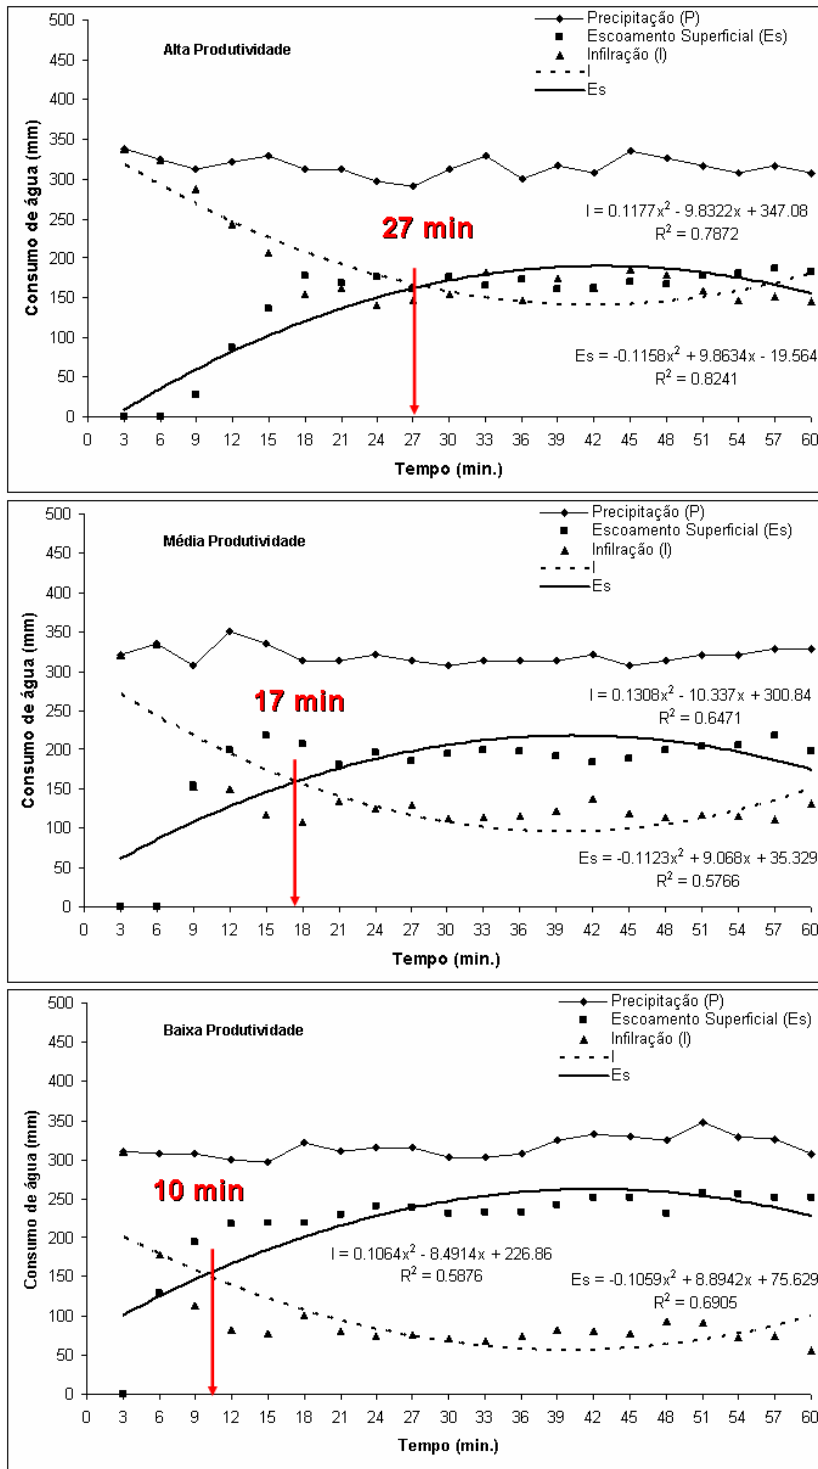 500
450
400
350
300
250
200
150
100
50
0
Consumo de água (mm)
Alta Produtividade
Precipitação (P)
Escoamento Superficial (Es)
Infilração (I)
I
Es
27 min
I = 0.1177x² - 9.8322x + 347.08
R² = 0.7872
Es = -0.1158x² + 9.8634x - 19.564
R² = 0.8241
0 3 6 9 12 15 18 21 24 27 30 33 36 39 42 45 48 51 54 57 60
Tempo (min.)
500
450
400
350
300
250
200
150
100
50
0
Consumo de água (mm)
Média Produtividade
Precipitação (P)
Escoamento Superficial (Es)
Infilração (I)
I
Es
17 min
I = 0.1308x² - 10.337x + 300.84
R² = 0.6471
Es = -0.1123x² + 9.068x + 35.329
R² = 0.5766
0 3 6 9 12 15 18 21 24 27 30 33 36 39 42 45 48 51 54 57 60
Tempo (min.)
500
450
400
350
300
250
200
150
100
50
0
Consumo de água (mm)
Baixa Produtividade
Precipitação (P)
Escoamento Superficial (Es)
Infilração (I)
I
Es
10 min
I = 0.1064x² - 8.4914x + 226.86
R² = 0.5876
Es = -0.1059x² + 8.8942x + 75.629
R² = 0.6905
0 3 6 9 12 15 18 21 24 27 30 33 36 39 42 45 48 51 54 57 60
Tempo (min.)